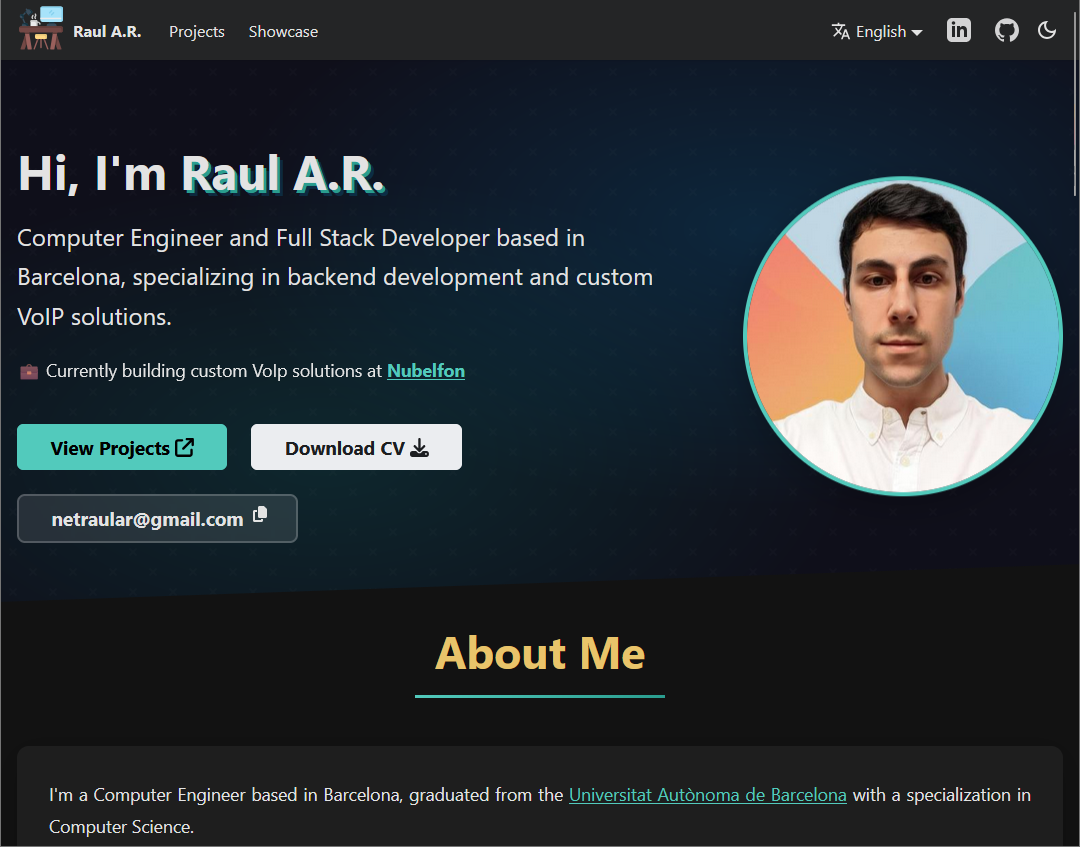 Raul A.R. Projects Showcase English
Hi, I'm Raul A.R.
Computer Engineer and Full Stack Developer based in
Barcelona, specializing in backend development and custom
VoIP solutions.
Currently building custom VoIp solutions at Nubelfon
View Projects Download CV
netraular@gmail.com
About Me
I'm a Computer Engineer based in Barcelona, graduated from the Universitat Autònoma de Barcelona with a specialization in
Computer Science.